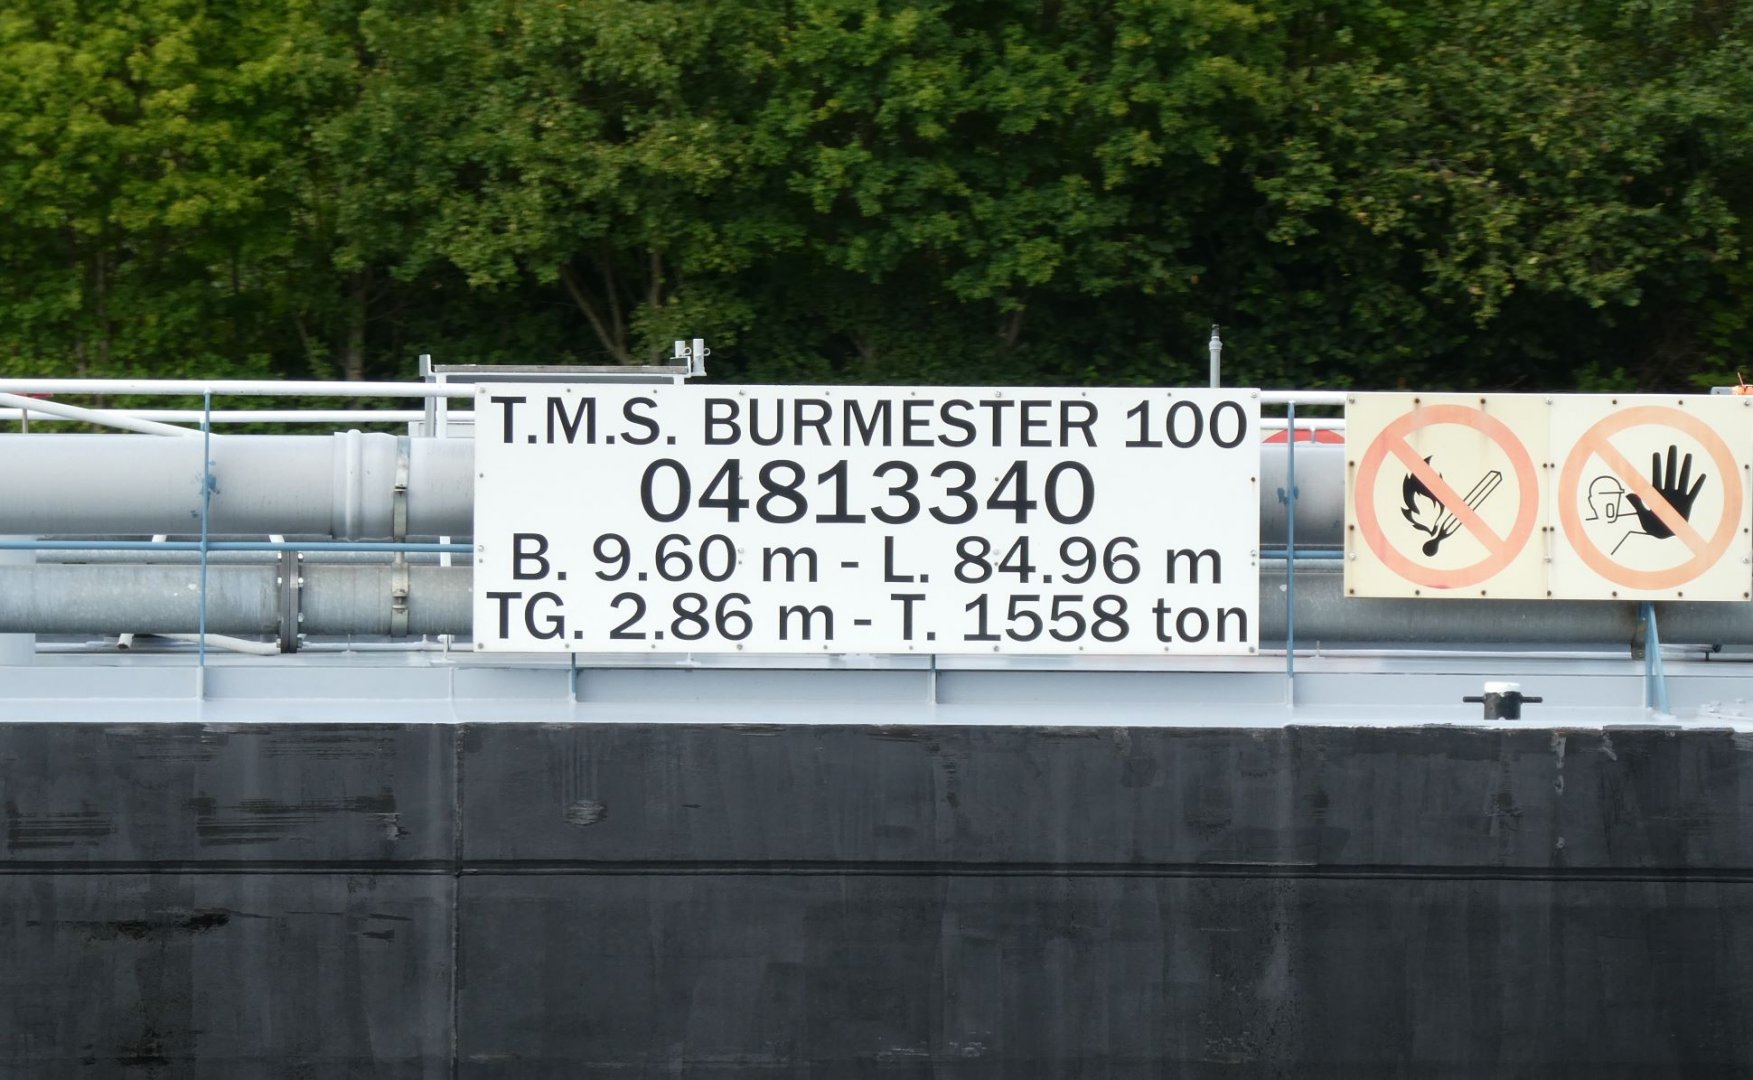 T.M.S. BURMESTER 100
04813340
B. 9.60 m - L. 84.96 m
TG. 2.86 m - T. 1558 ton